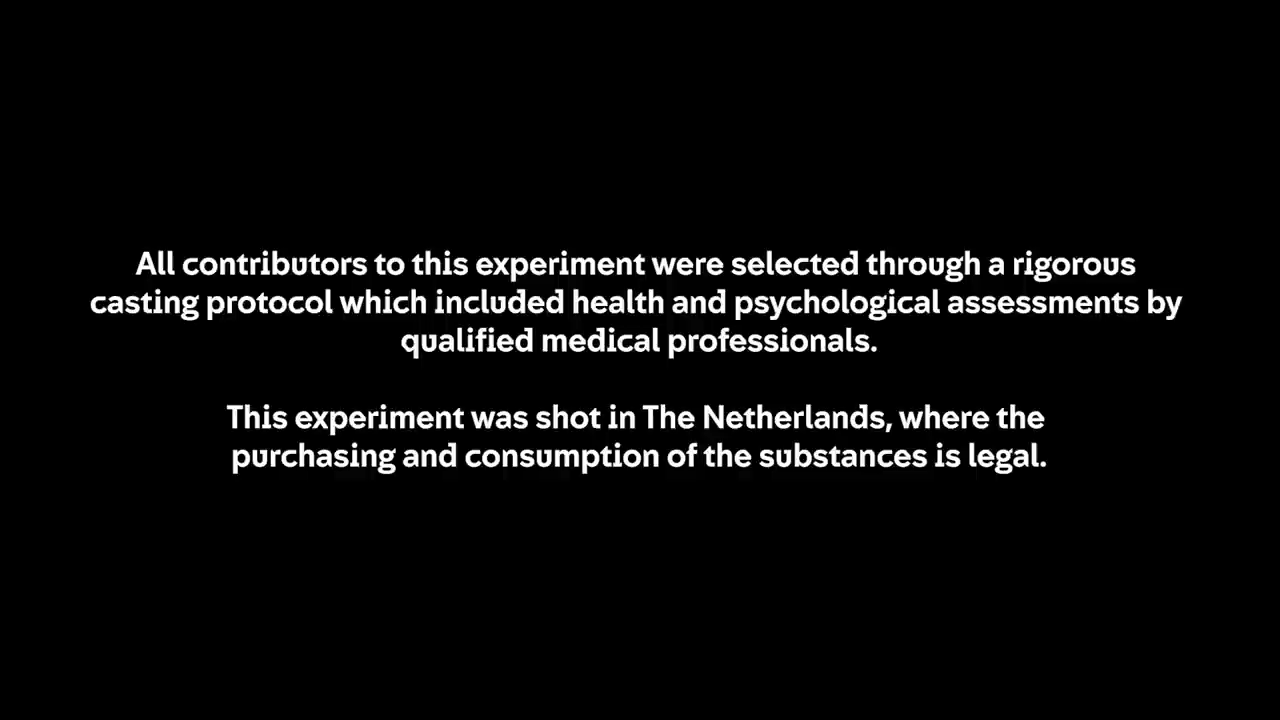 All contributors to this experiment were selected through a rigorous
casting protocol which included health and psychological assessments by
qualified medical professionals.
This experiment was shot in The Netherlands, where the
purchasing and consumption of the substances is legal.